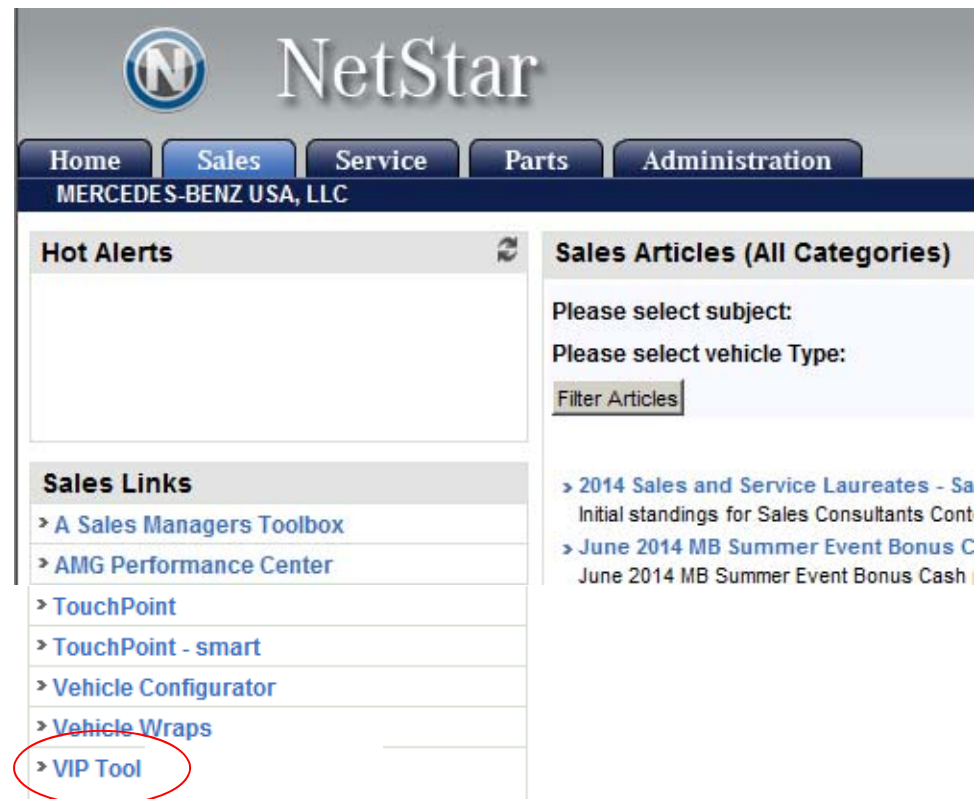 N NetStar
Home Sales Service Parts Administration
MERCEDES-BENZ USA, LLC
Hot Alerts
Sales Links
> A Sales Managers Toolbox
> AMG Performance Center
> TouchPoint
> TouchPoint - smart
> Vehicle Configurator
> Vehicle Wraps
> VIP Tool
Sales Articles (All Categories)
Please select subject:
Please select vehicle Type:
Filter Articles
> 2014 Sales and Service Laureates - Sa
Initial standings for Sales Consultants Cont
> June 2014 MB Summer Event Bonus C
June 2014 MB Summer Event Bonus Cash